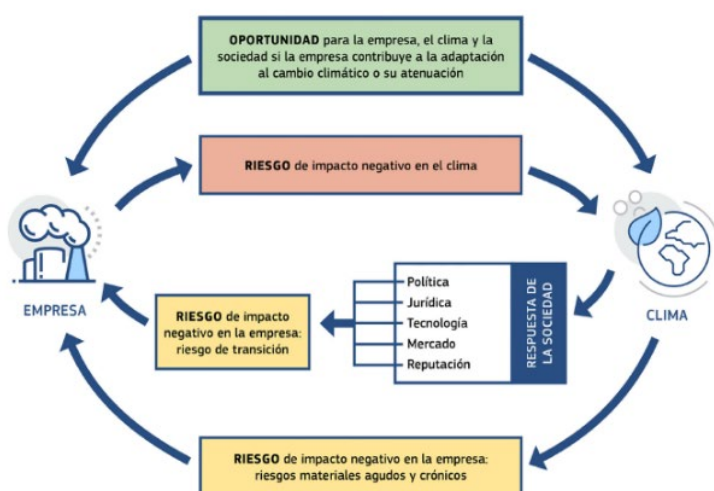 OPORTUNIDAD para la empresa, el clima y la
sociedad si la empresa contribuye a la adaptación
al cambio climático o su atenuación
RIESGO de impacto negativo en el clima
EMPRESA
CLIMA
RIESGO de impacto
negativo en la empresa:
riesgo de transición
Política
Jurídica
Tecnología
Mercado
Reputación
RESPUESTA DE
LA SOCIEDAD
RIESGO de impacto negativo en la empresa:
riesgos materiales agudos y crónicos